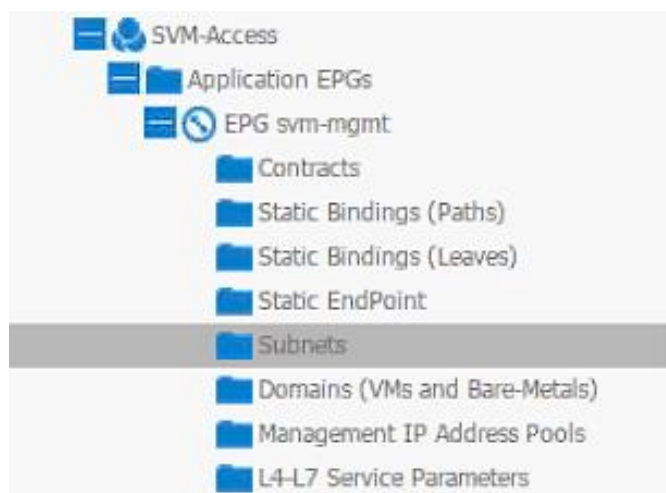 SVM-Access
Application EPGs
EPG svm-mgmt
Contracts
Static Bindings (Paths)
Static Bindings (Leaves)
Static EndPoint
Subnets
Domains (VMs and Bare-Metals)
Management IP Address Pools
L4-L7 Service Parameters